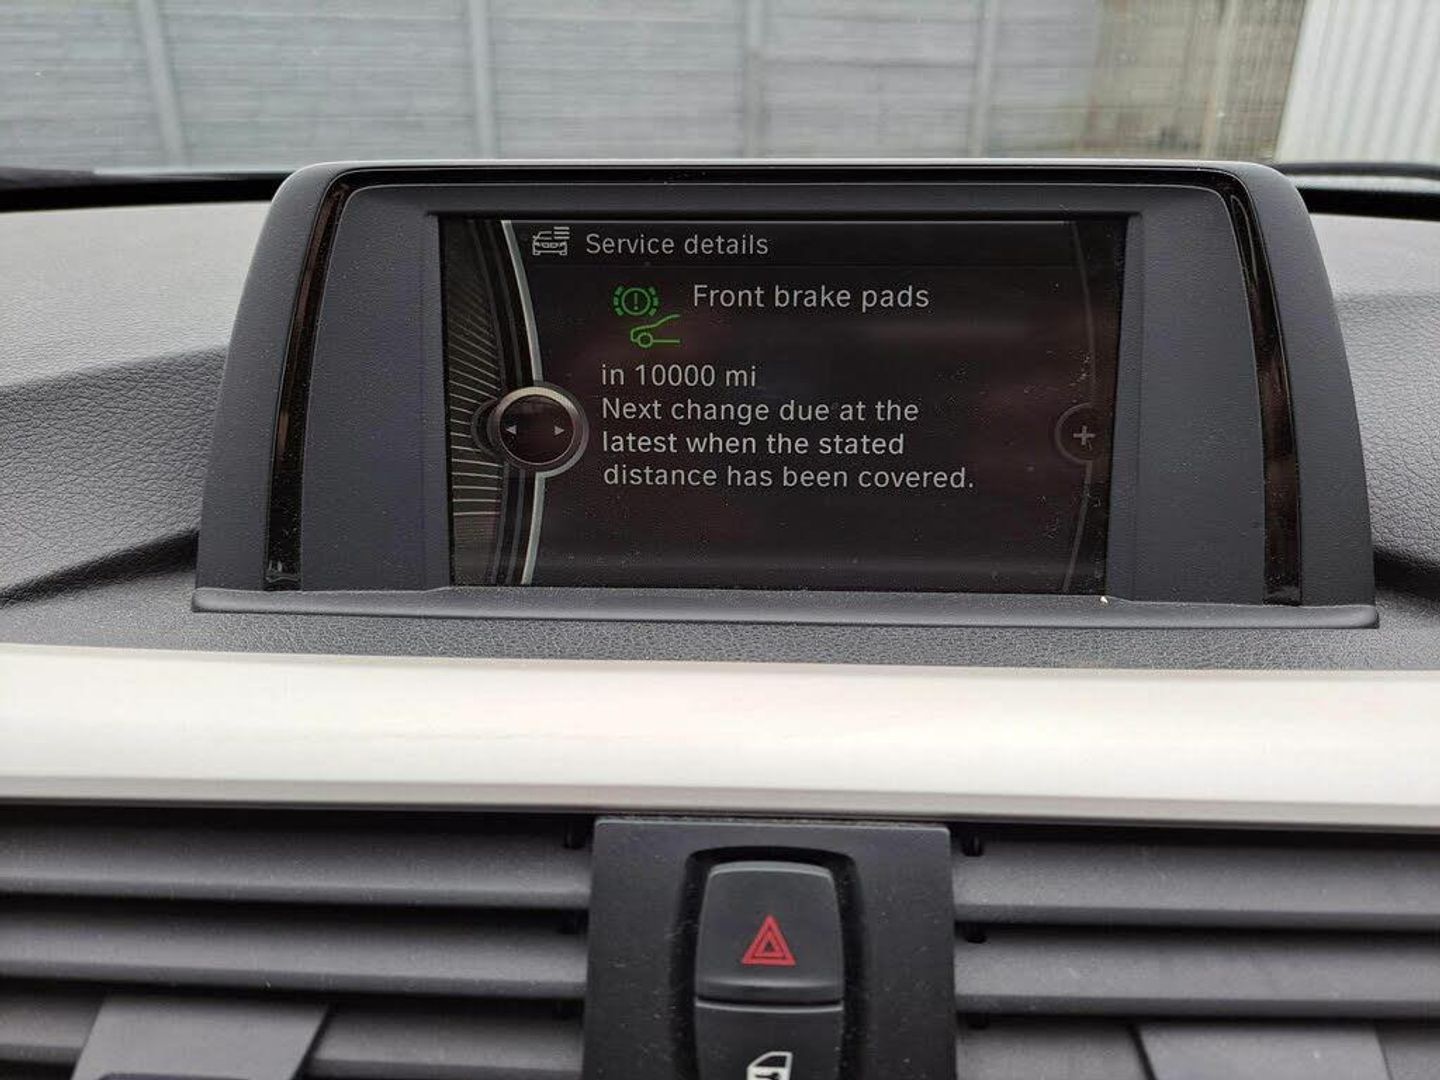 Service details
Front brake pads
in 10000 mi
Next change due at the
latest when the stated
distance has been covered.